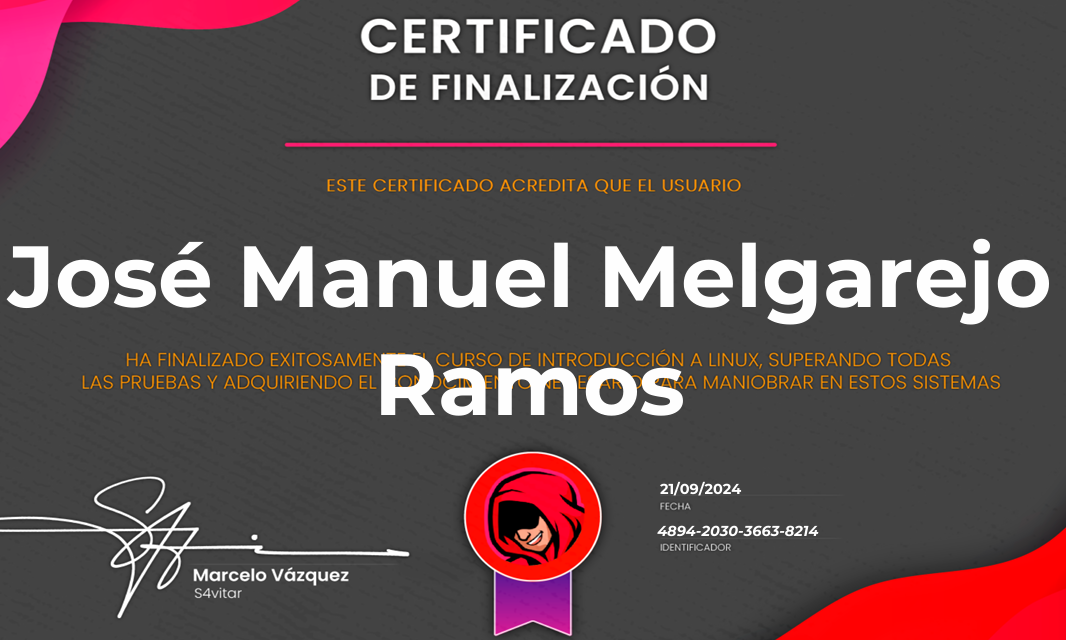 CERTIFICADO
DE FINALIZACIÓN
ESTE CERTIFICADO ACREDITA QUE EL USUARIO
José Manuel Melgarejo
Ramos
HA FINALIZADO EXITOSAMENTE EL CURSO DE INTRODUCCIÓN A LINUX, SUPERANDO TODAS
LAS PRUEBAS Y ADQUIRIENDO EL PARA MANIOBRAR EN ESTOS SISTEMAS
21/09/2024
FECHA
4894-2030-3663-8214
IDENTIFICADOR
Marcelo Vázquez
S4vitar